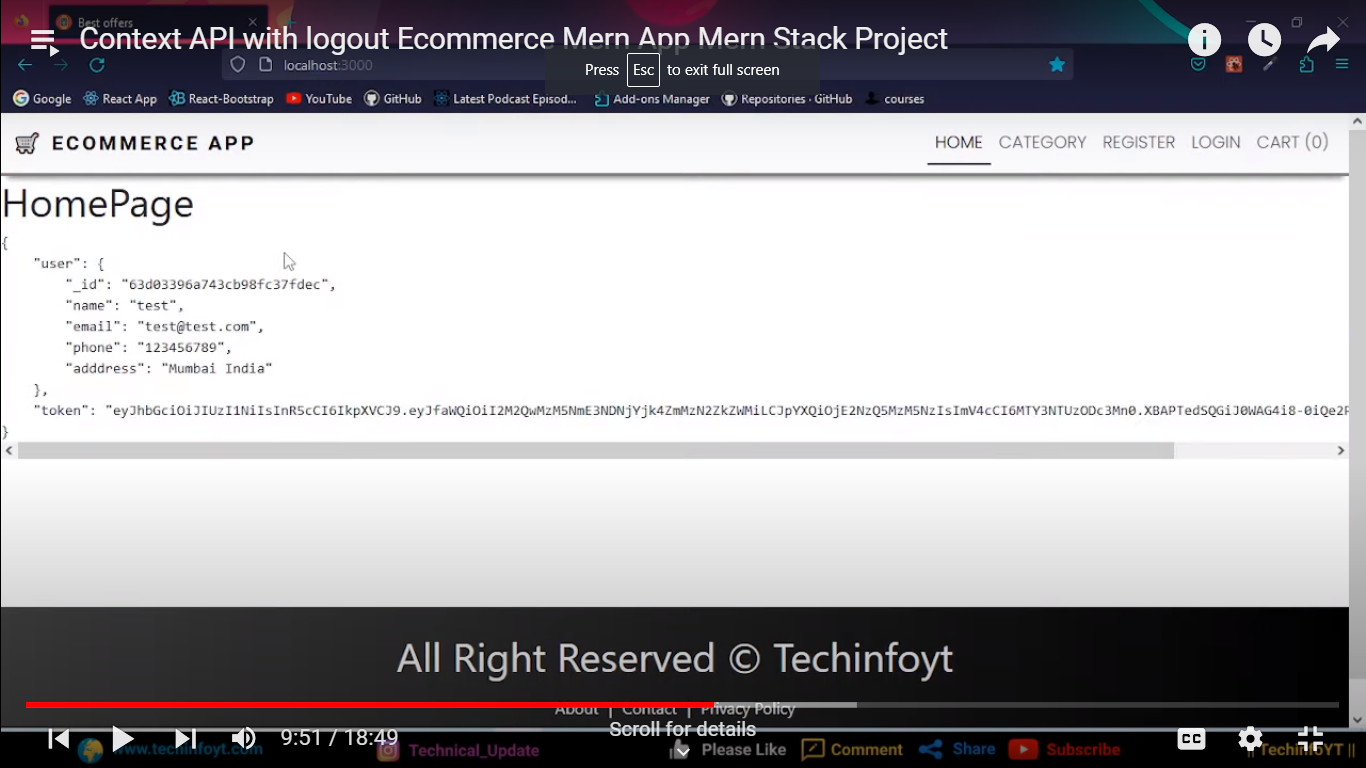 Best offers
Context API with logout Ecommerce Mern App Mern Stack Project
localhost:3000
Press Esc to exit full screen
Google React App React-Bootstrap YouTube GitHub Latest Podcast Episod... Add-ons Manager Repositories · GitHub courses
ECOMMERCE APP HOME CATEGORY REGISTER LOGIN CART (0)
HomePage
{
"user": {
"_id": "63d03396a743cb98fc37fdec",
"name": "test",
"email": "test@test.com",
"phone": "123456789",
"adddress": "Mumbai India"
},
"token":
}
All Right Reserved © Techinfoyt
About | Contact | Privacy Policy
Scroll for details
9:51 / 18:49 CC
www.techinfoyt.com Technical_Update Please Like Comment Share Subscribe || TechinfoYT ||